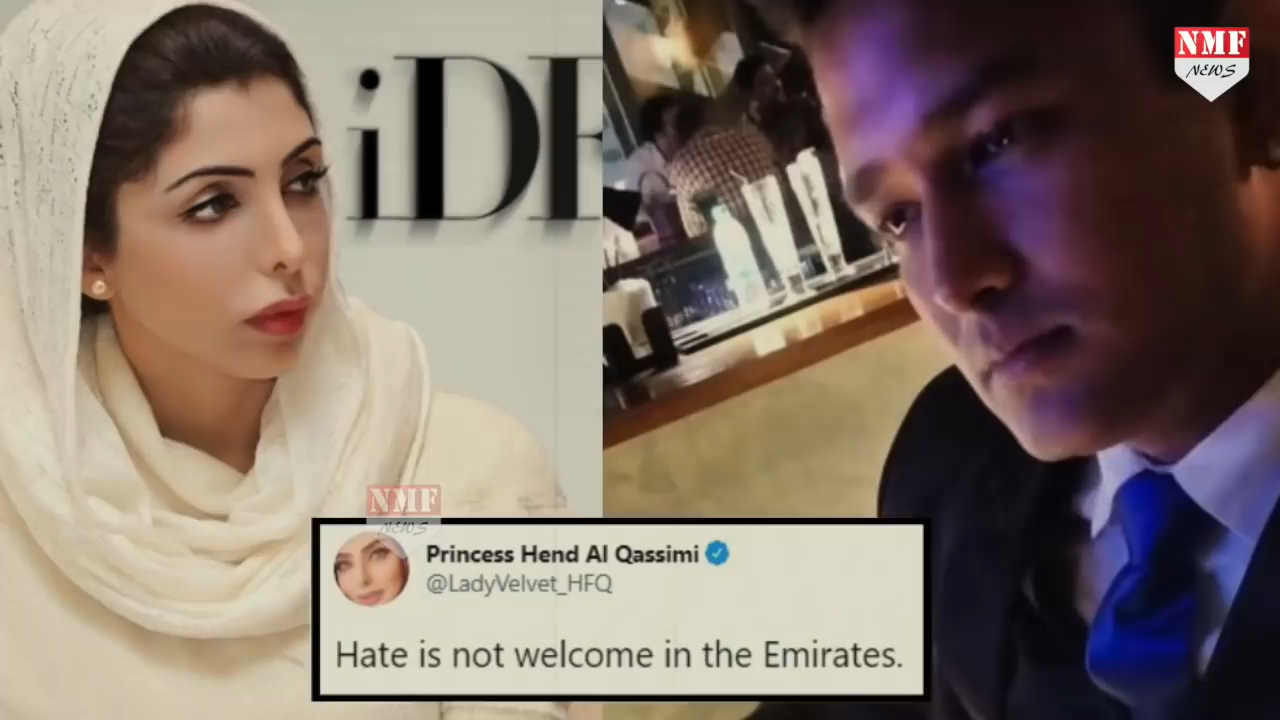 iDE
NMF
NEWS
NMF
NEWS
Princess Hend Al Qassimi
@LadyVelvet_HFQ
Hate is not welcome in the Emirates.